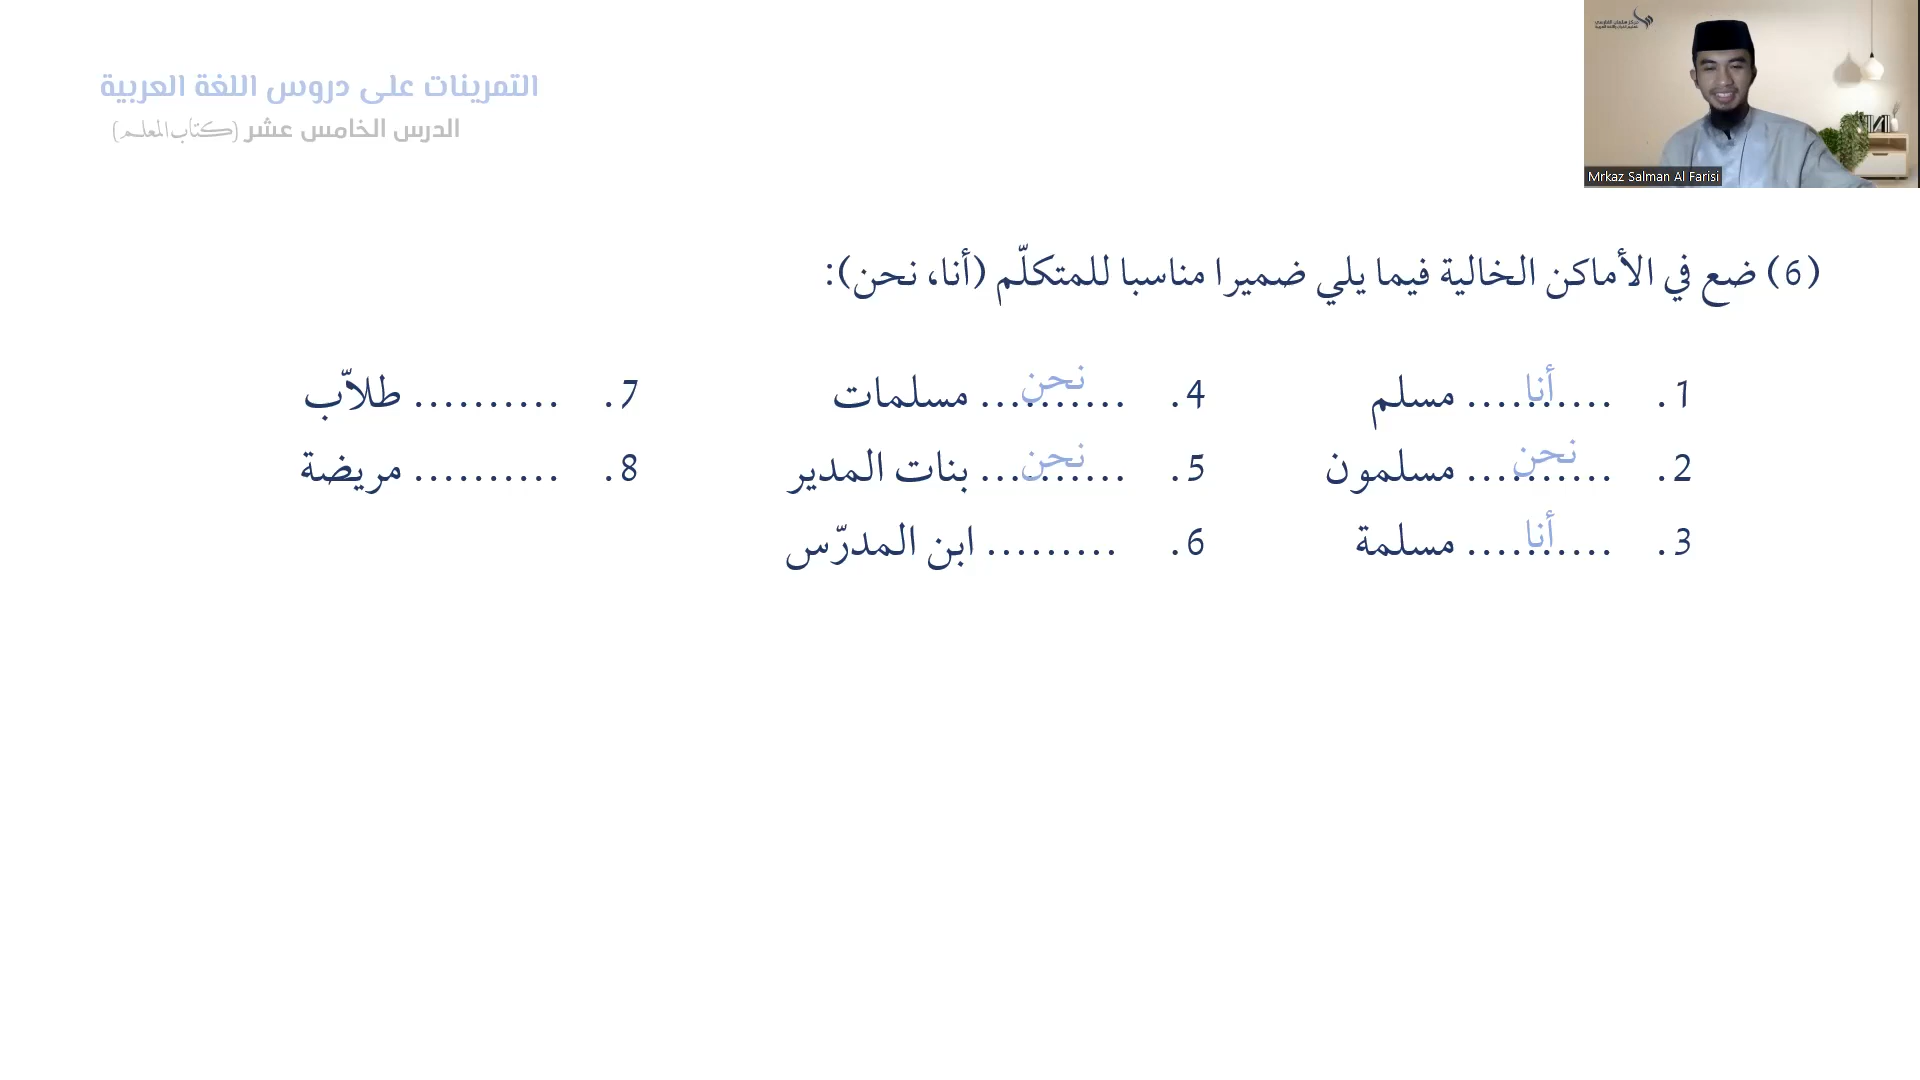 التمرينات على دروس اللغة العربية
الدرس الخامس عشر (كتاب المعلم)
Mrkaz Salman Al Farisi
(6) ضع في الأماكن الخالية فيما يلي ضميرا مناسبا للمتكلّم (أنا، نحن):
1. ....أنا.... مسلم
2. ....نحن.... مسلمون
3. ....أنا.... مسلمة
4. ....نحن.... مسلمات
5. ....نحن.... بنات المدير
6. ......... ابن المدرّس
7. .......... طلاّب
8. .......... مريضة